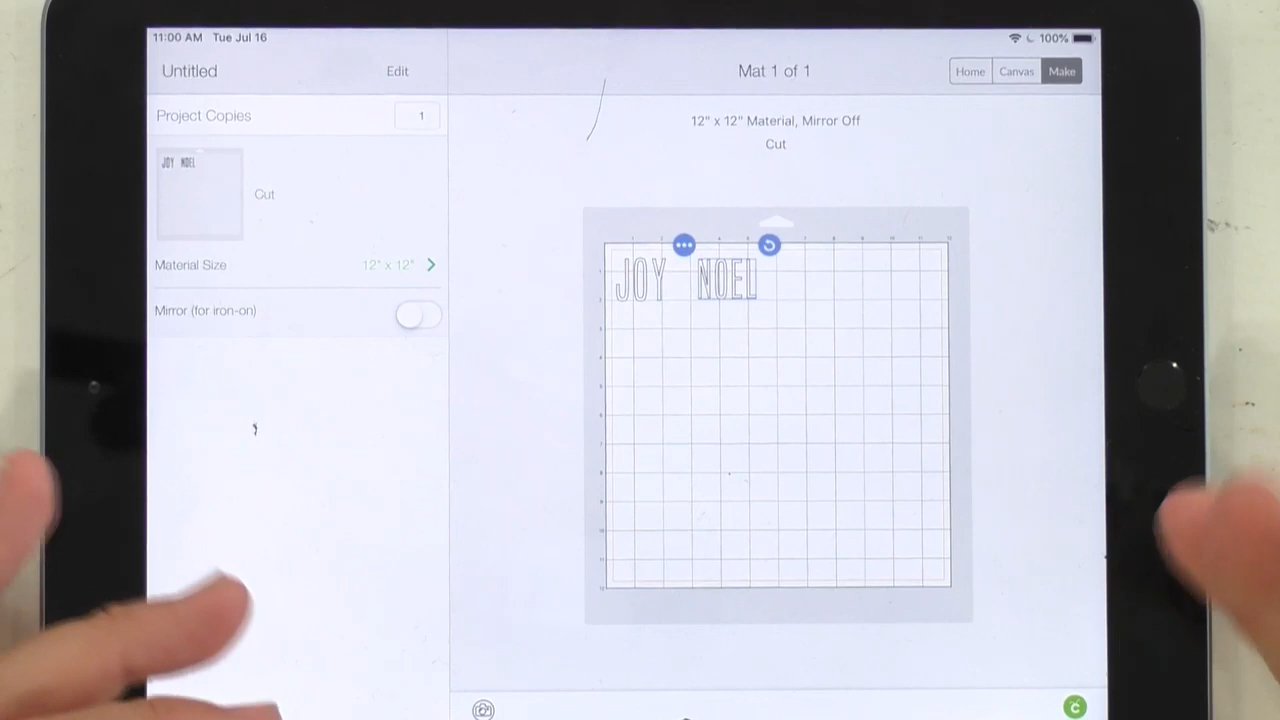 11:00 AM Tue Jul 16
100%
Untitled
Edit
Mat 1 of 1
Home
Canvas
Make
Project Copies
1
12" x 12" Material, Mirror Off
Cut
JOY NOEL
Cut
Material Size
12" x 12"
Mirror (for iron-on)
JOY NOEL